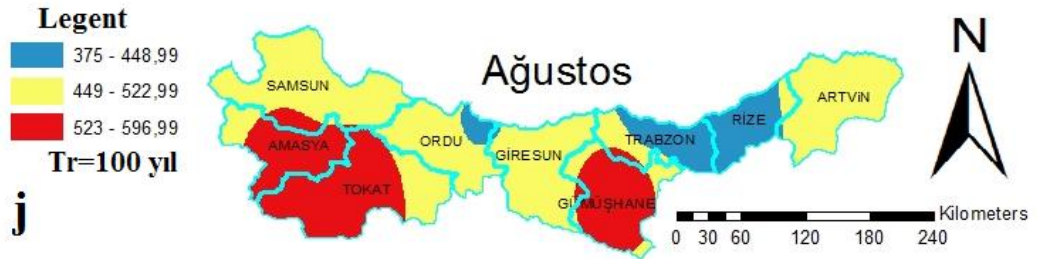 Legent
375 - 448,99
449 - 522,99
523 - 596,99
Tr=100 yıl
j
Ağustos
SAMSUN
AMASYA
TOKAT
ORDU
GİRESUN
GÜMÜŞHANE
TRABZON
RİZE
ARTVİN
N
Kilometers
0 30 60 120 180 240